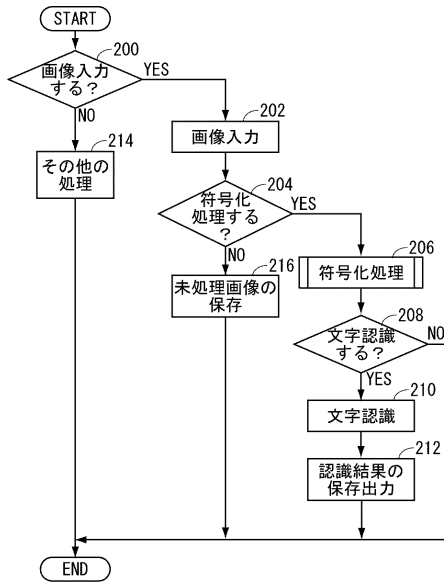 START
200
画像入力
する?
YES
NO
202
画像入力
214
その他の
処理
204
符号化
処理する
?
YES
NO
206
符号化処理
216
未処理画像の
保存
208
文字認識
する?
NO
YES
210
文字認識
212
認識結果の
保存出力
END